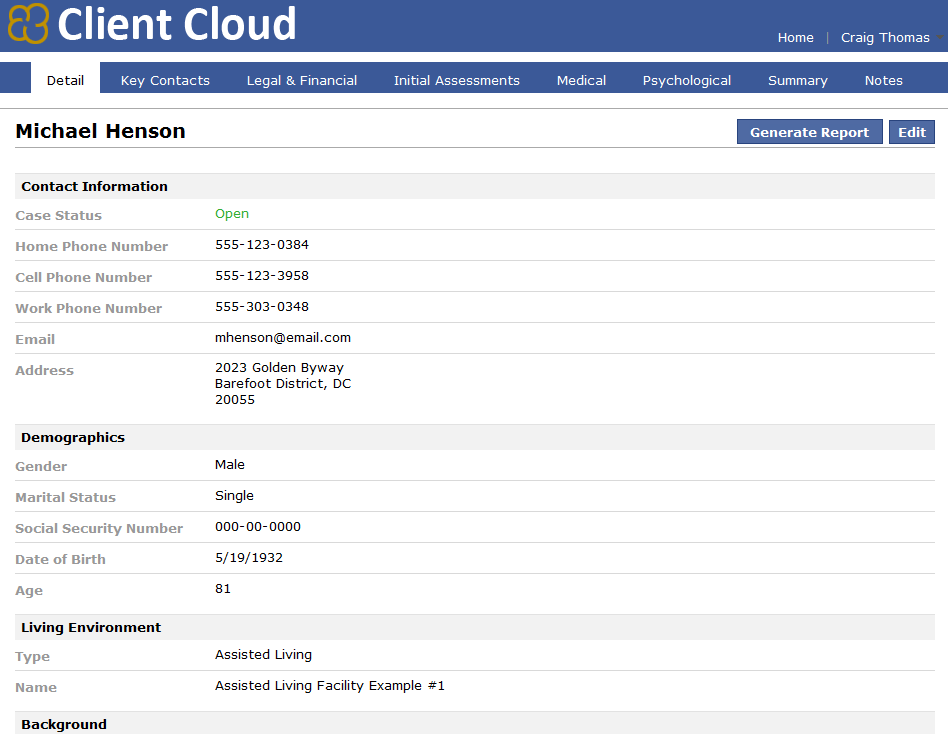 Client Cloud
Home | Craig Thomas
Detail Key Contacts Legal & Financial Initial Assessments Medical Psychological Summary Notes
Michael Henson Generate Report Edit
Contact Information
Case Status Open
Home Phone Number 555-123-0384
Cell Phone Number 555-123-3958
Work Phone Number 555-303-0348
Email mhenson@email.com
Address 2023 Golden Byway
Barefoot District, DC
20055
Demographics
Gender Male
Marital Status Single
Social Security Number 000-00-0000
Date of Birth 5/19/1932
Age 81
Living Environment
Type Assisted Living
Name Assisted Living Facility Example #1
Background